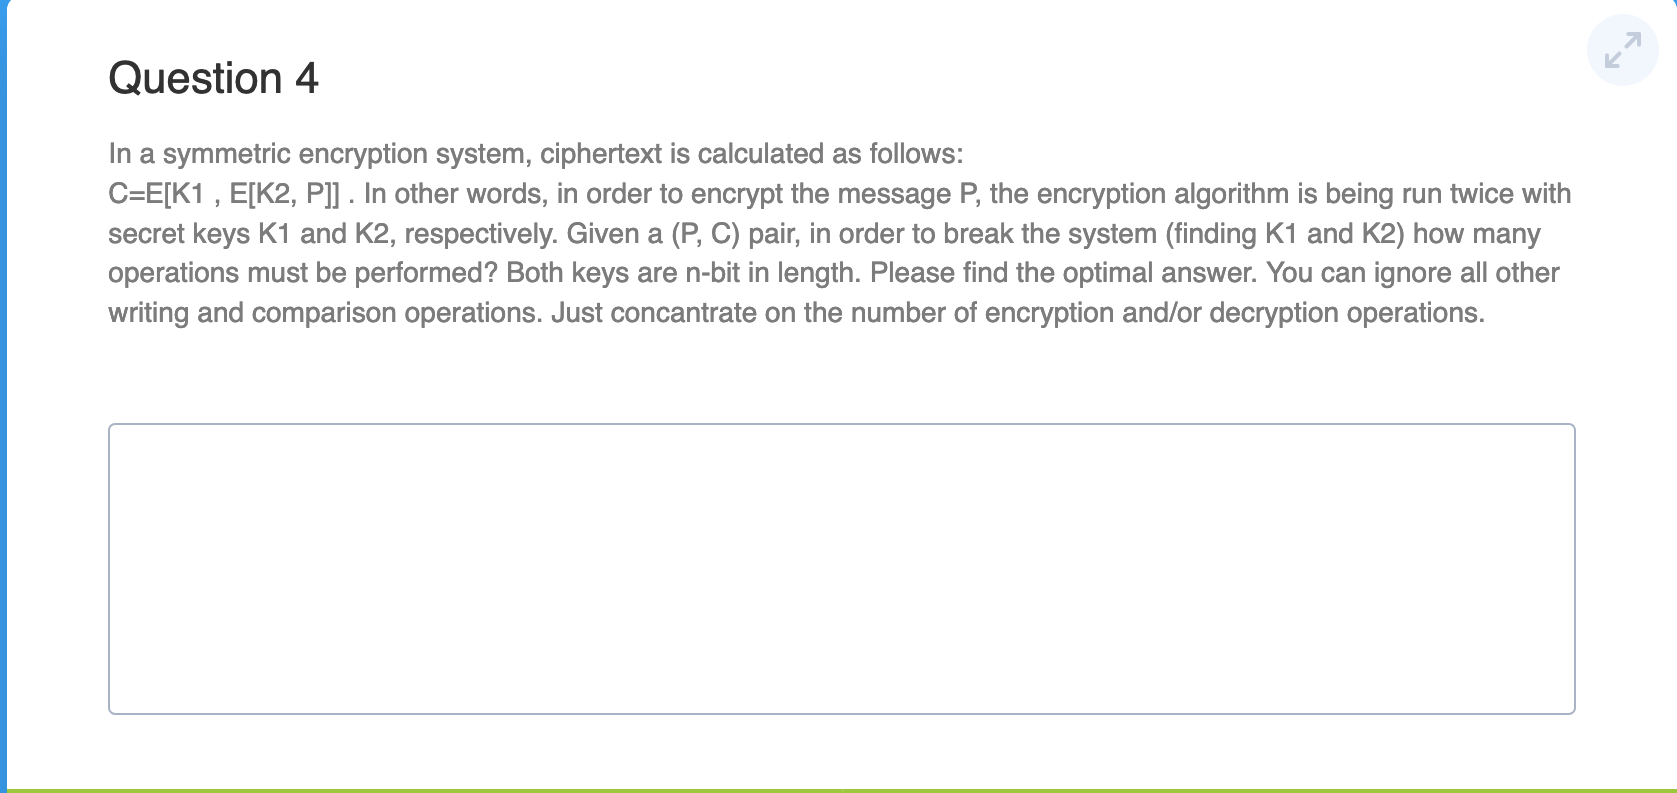 Question 4
In a symmetric encryption system, ciphertext is calculated as follows:
C=E[K1 , E[K2, P]] . In other words, in order to encrypt the message P, the encryption algorithm is being run twice with
secret keys K1 and K2, respectively. Given a (P, C) pair, in order to break the system (finding K1 and K2) how many
operations must be performed? Both keys are n-bit in length. Please find the optimal answer. You can ignore all other
writing and comparison operations. Just concantrate on the number of encryption and/or decryption operations.